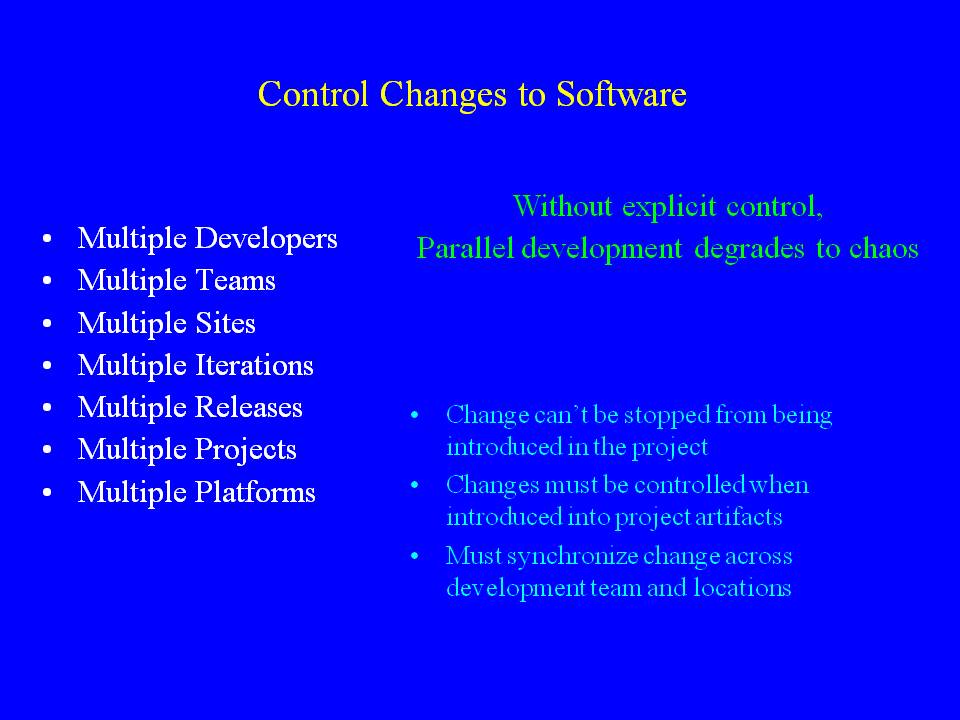 Control Changes to Software
• Multiple Developers
• Multiple Teams
• Multiple Sites
• Multiple Iterations
• Multiple Releases
• Multiple Projects
• Multiple Platforms
Without explicit control,
Parallel development degrades to chaos
• Change can’t be stopped from being
introduced in the project
• Changes must be controlled when
introduced into project artifacts
• Must synchronize change across
development team and locations